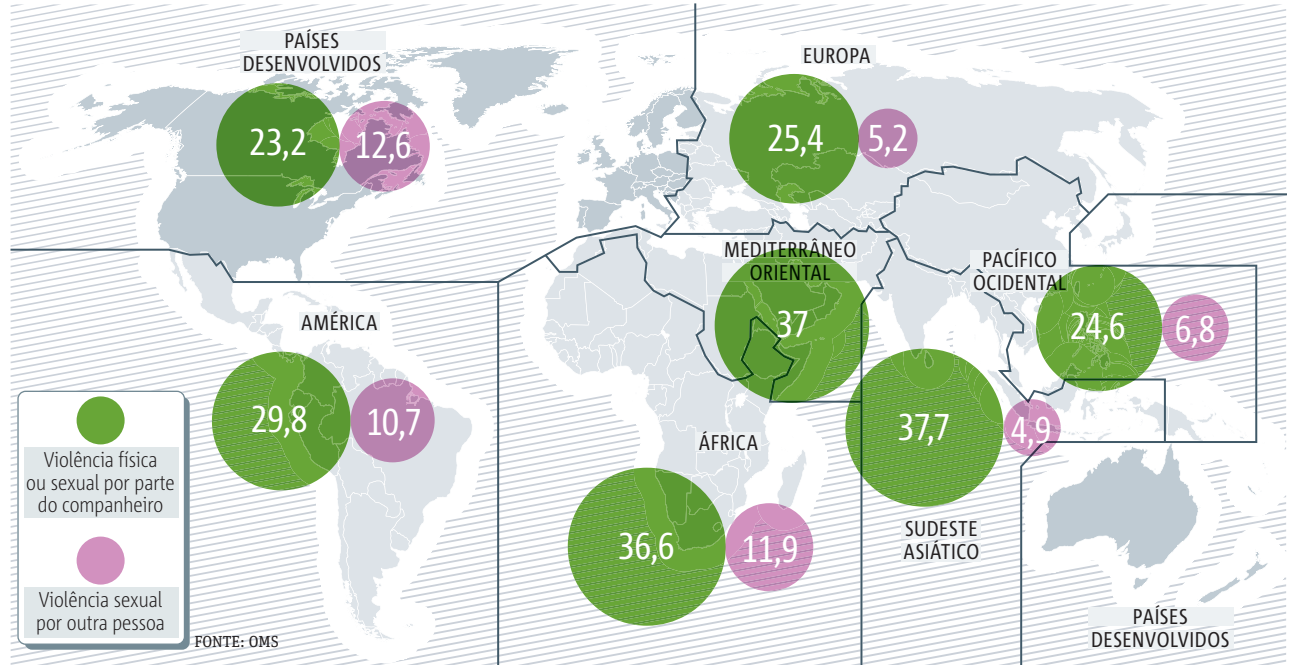 PAÍSES
DESENVOLVIDOS
23,2
12,6
EUROPA
25,4
5,2
MEDITERRÂNEO
ORIENTAL
37
PACÍFICO
OCIDENTAL
24,6
6,8
AMÉRICA
29,8
10,7
ÁFRICA
36,6
11,9
37,7
4,9
SUDESTE
ASIÁTICO
PAÍSES
DESENVOLVIDOS
Violência física
ou sexual por parte
do companheiro
Violência sexual
por outra pessoa
FONTE: OMS